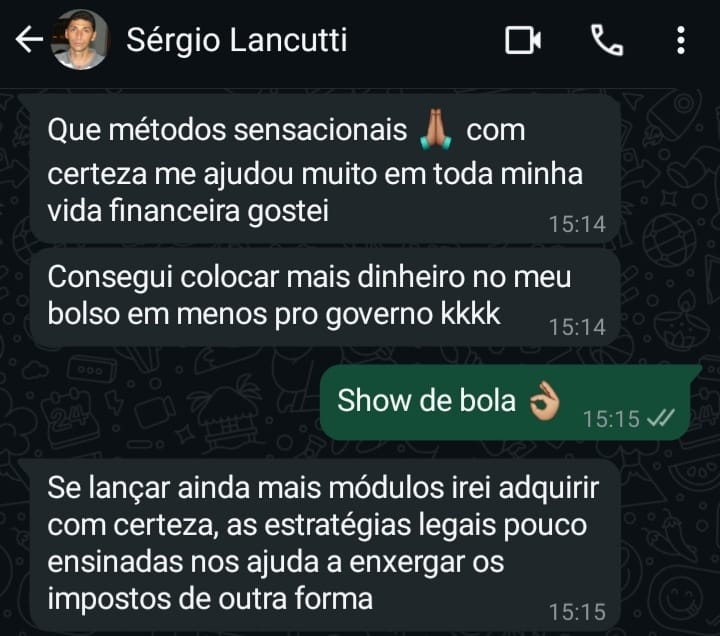 Sérgio Lancutti
Que métodos sensacionais 🙏🏽 com
certeza me ajudou muito em toda minha
vida financeira gostei
15:14
Consegui colocar mais dinheiro no meu
bolso em menos pro governo kkkk
15:14
Show de bola 👌🏼
15:15
Se lançar ainda mais módulos irei adquirir
com certeza, as estratégias legais pouco
ensinadas nos ajuda a enxergar os
impostos de outra forma
15:15